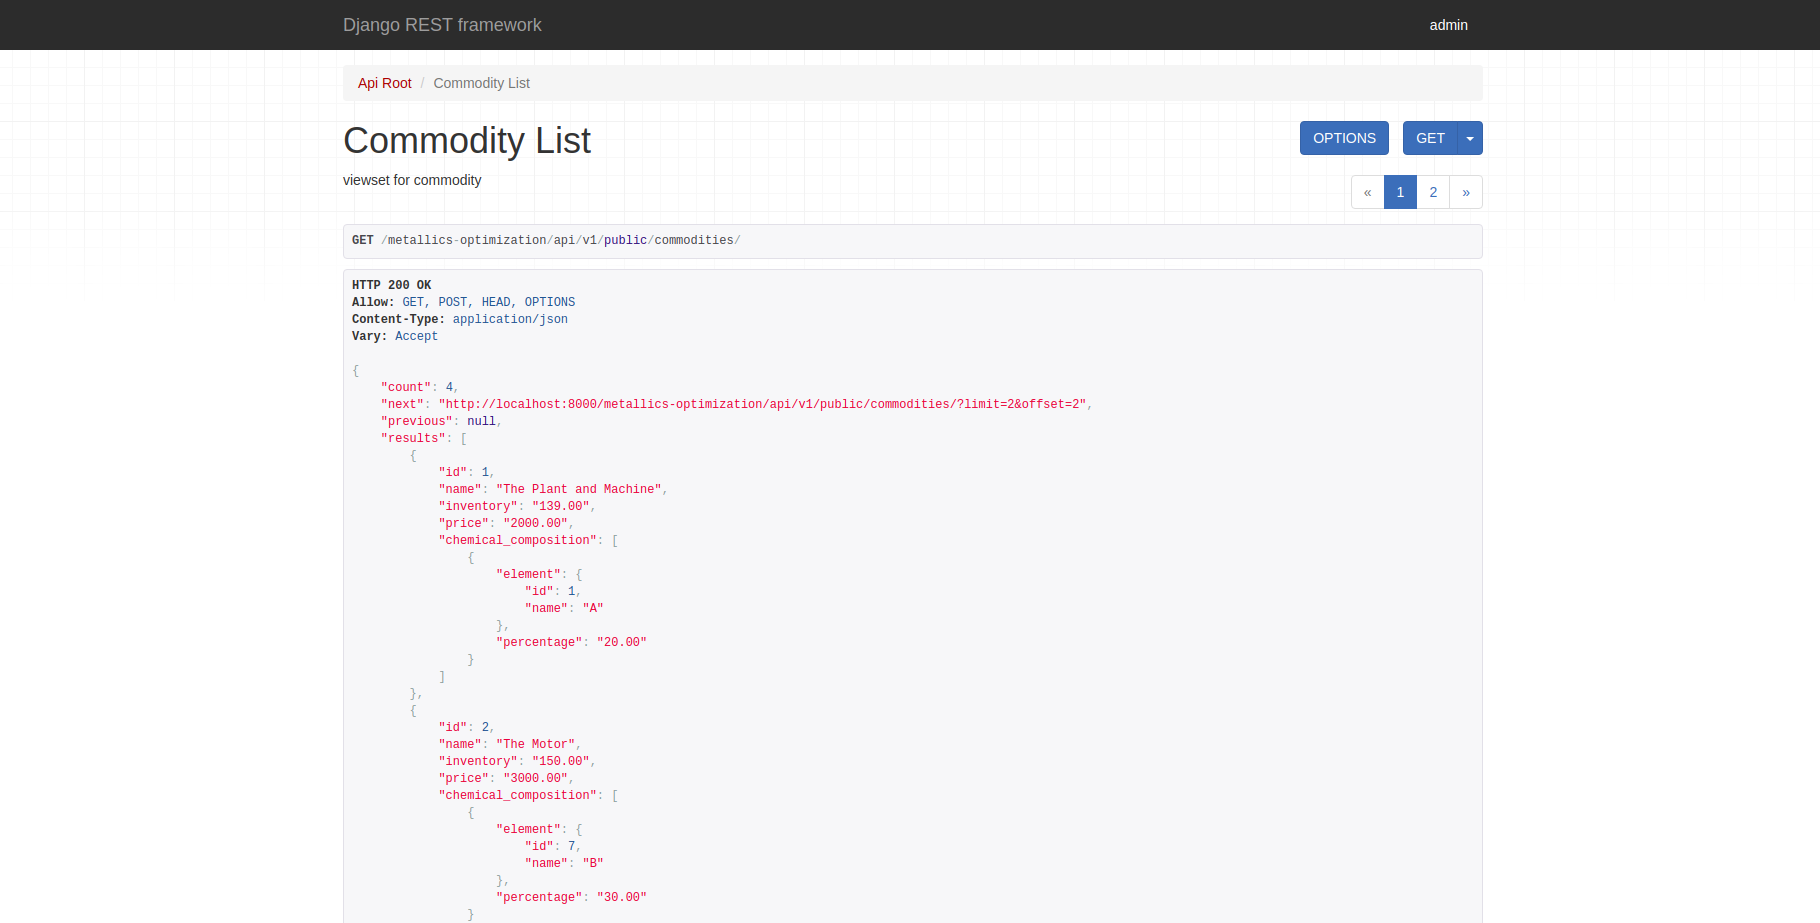 Django REST framework
admin
Api Root / Commodity List
Commodity List
OPTIONS
GET
viewset for commodity
« 1 2 »
GET /metallics-optimization/api/v1/public/commodities/
HTTP 200 OK
Allow: GET, POST, HEAD, OPTIONS
Content-Type: application/json
Vary: Accept
{
    "count": 4,
    "next": "http://localhost:8000/metallics-optimization/api/v1/public/commodities/?limit=2&offset=2",
    "previous": null,
    "results": [
        {
            "id": 1,
            "name": "The Plant and Machine",
            "inventory": "139.00",
            "price": "2000.00",
            "chemical_composition": [
                {
                    "element": {
                        "id": 1,
                        "name": "A"
                    },
                    "percentage": "20.00"
                }
            ]
        },
        {
            "id": 2,
            "name": "The Motor",
            "inventory": "150.00",
            "price": "3000.00",
            "chemical_composition": [
                {
                    "element": {
                        "id": 7,
                        "name": "B"
                    },
                    "percentage": "30.00"
                }